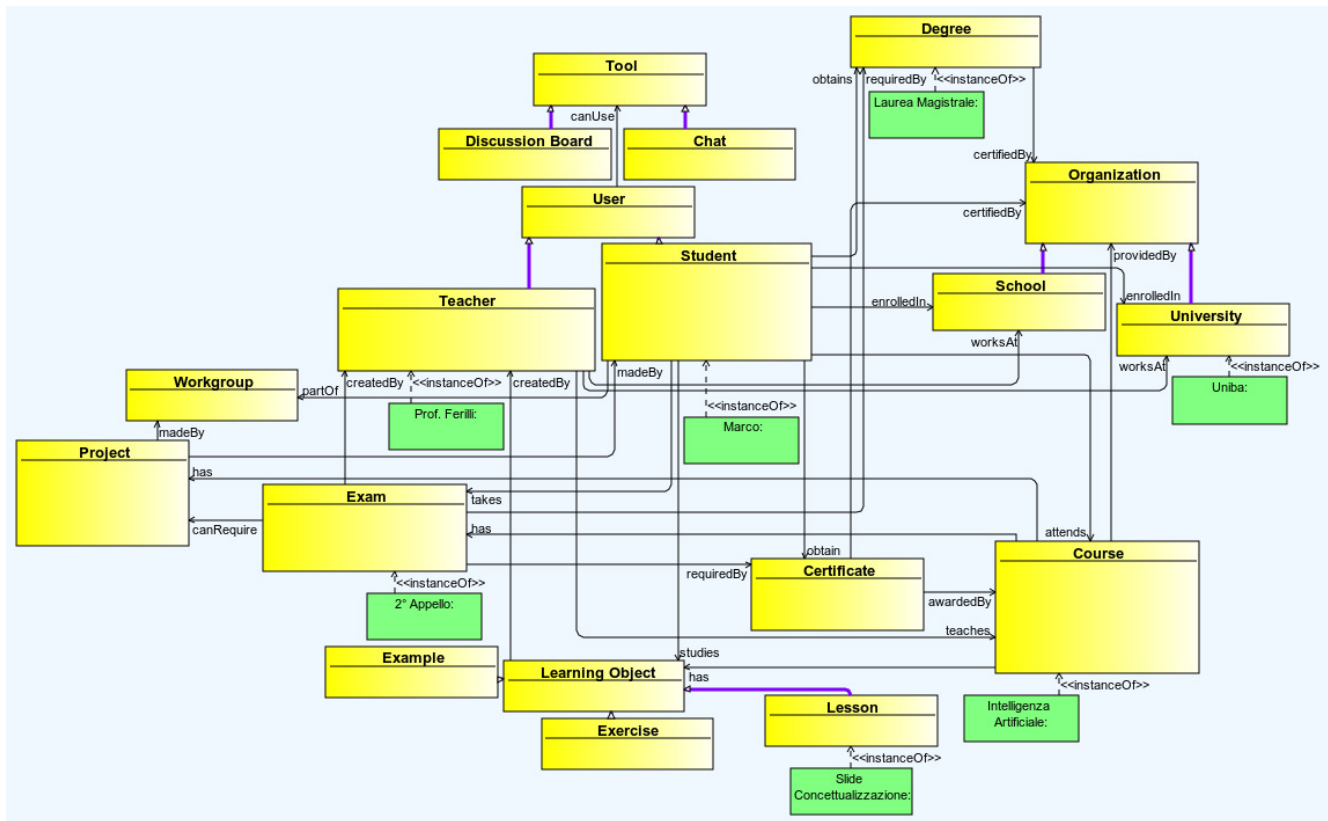 Degree
Tool
obtains
requiredBy
<<instanceOf>>
Laurea Magistrale:
canUse
Discussion Board
Chat
certifiedBy
Organization
User
certifiedBy
Student
providedBy
School
Teacher
enrolledIn
enrolledIn
University
worksAt
worksAt
<<instanceOf>>
Workgroup
createdBy
<<instanceOf>>
createdBy
madeBy
partOf
Uniba:
Prof. Ferilli:
<<instanceOf>>
Marco:
madeBy
Project
has
Exam
takes
canRequire
has
attends
obtain
Course
requiredBy
Certificate
<<instanceOf>>
awardedBy
2° Appello:
teaches
Example
studies
Learning Object
has
<<instanceOf>>
Lesson
Intelligenza
Artificiale:
Exercise
<<instanceOf>>
Slide
Concettualizzazione: